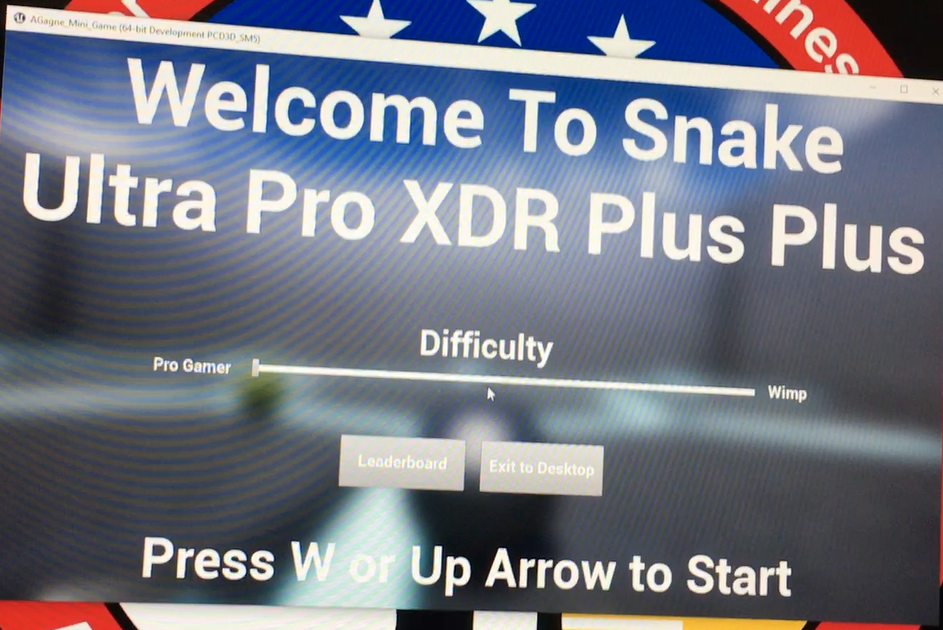 AGagne_Mini_Game (64-bit Development PCD3D_SM5)
Welcome To Snake
Ultra Pro XDR Plus Plus
Difficulty
Pro Gamer
Wimp
Leaderboard
Exit to Desktop
Press W or Up Arrow to Start